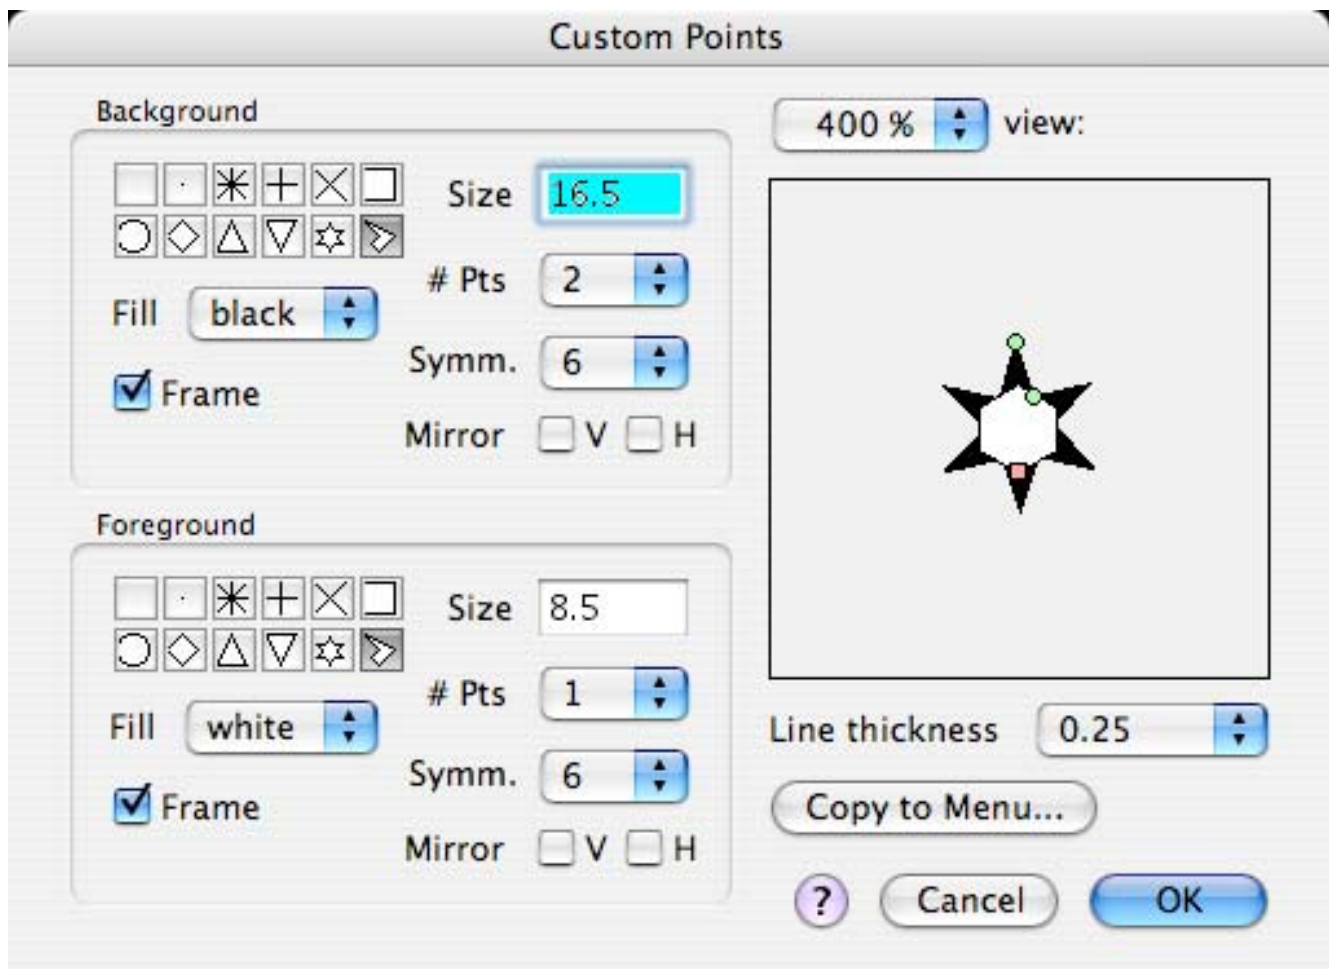 Custom Points
Background
Size 16.5
# Pts 2
Fill black
Symm. 6
Frame
Mirror V H
Foreground
Size 8.5
# Pts 1
Fill white
Symm. 6
Frame
Mirror V H
400 % view:
Line thickness 0.25
Copy to Menu...
? Cancel OK